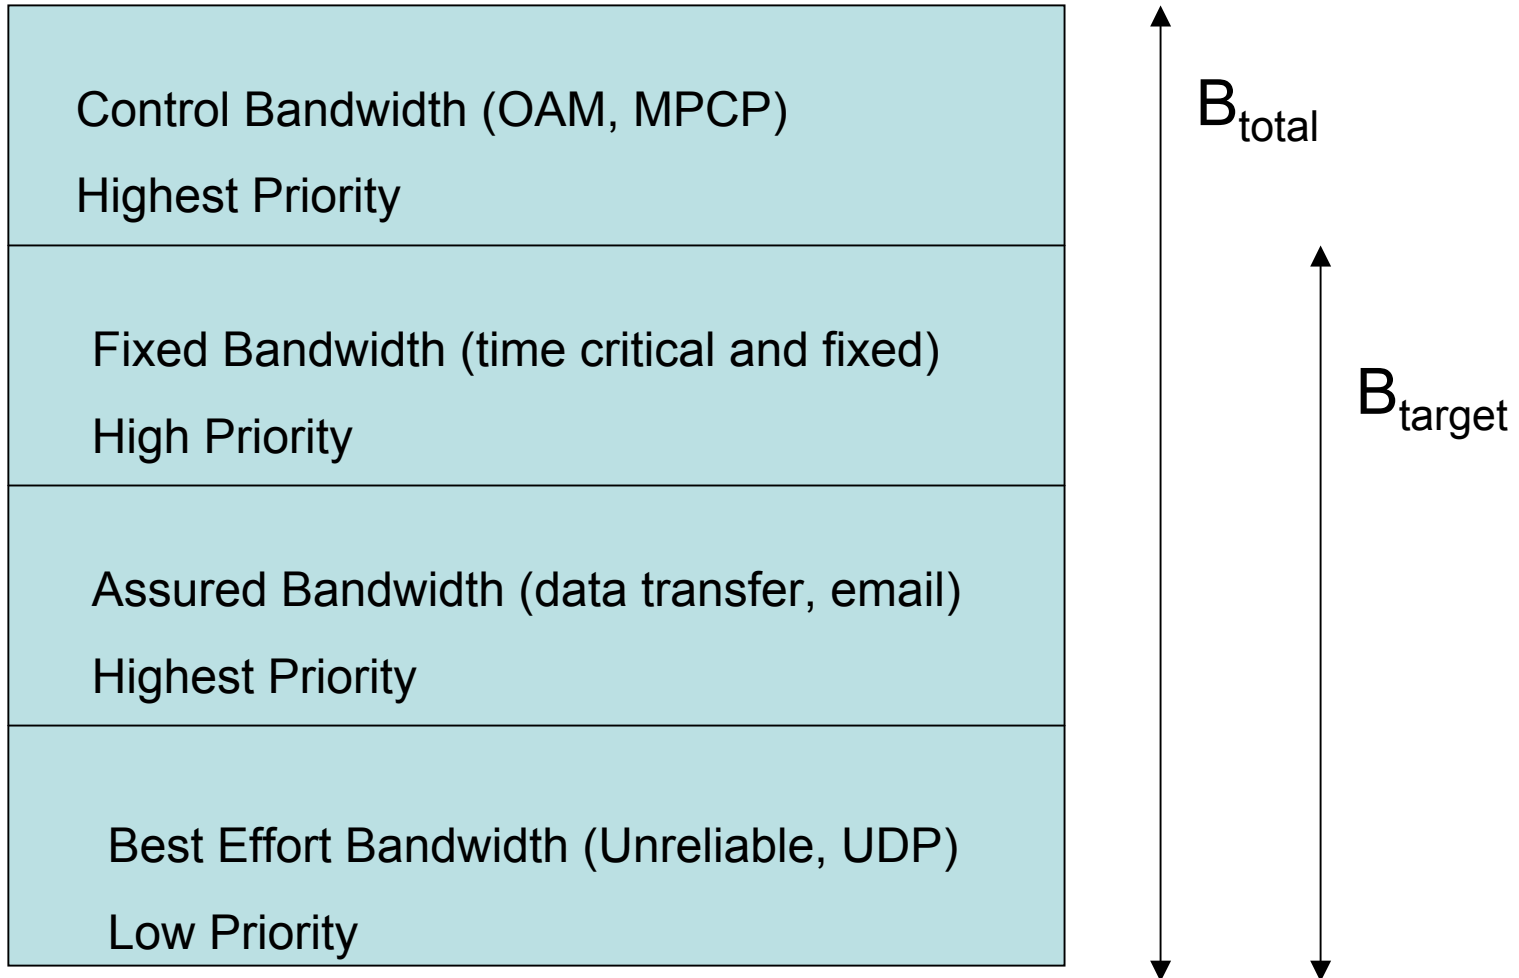 Control Bandwidth (OAM, MPCP)
Highest Priority
Fixed Bandwidth (time critical and fixed)
High Priority
Assured Bandwidth (data transfer, email)
Highest Priority
Best Effort Bandwidth (Unreliable, UDP)
Low Priority
Btotal
Btarget